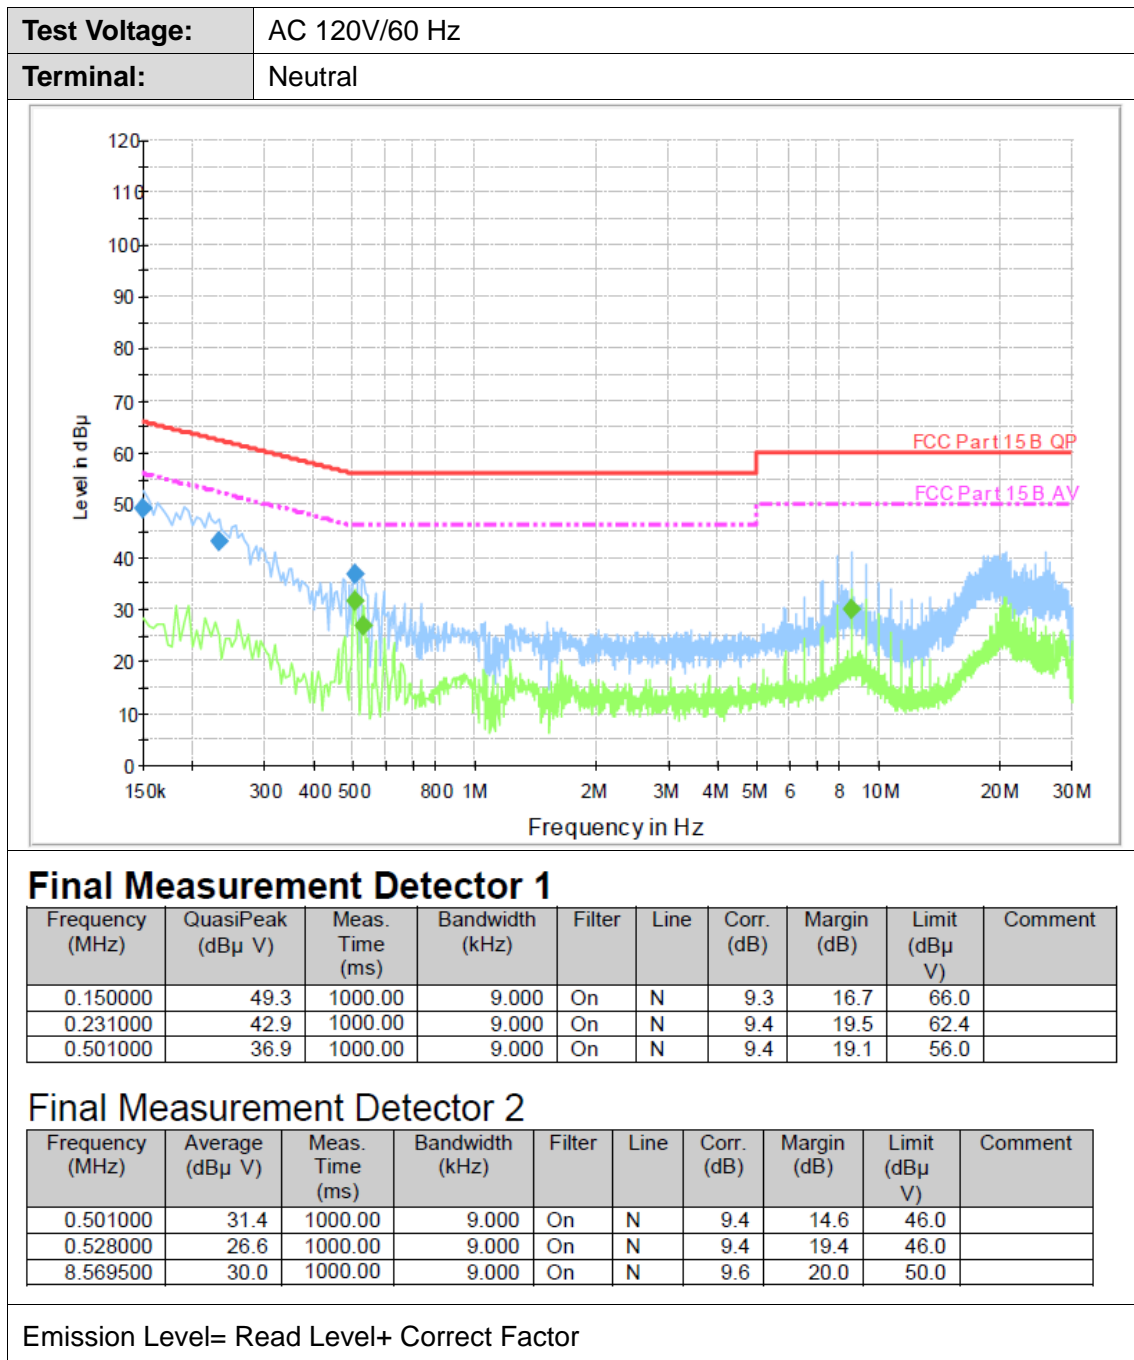 Test Voltage: AC 120V/60 Hz
Terminal: Neutral
120
110
100
90
80
70
60
50
40
30
20
10
0
Level in dBµ
FCC Part 15 B QP
FCC Part 15 B AV
150k 300 400 500 800 1M 2M 3M 4M 5M 6 8 10M 20M 30M
Frequency in Hz
Final Measurement Detector 1
Frequency (MHz) QuasiPeak (dBµ V) Meas. Time (ms) Bandwidth (kHz) Filter Line Corr. (dB) Margin (dB) Limit (dBµ V) Comment
0.150000 49.3 1000.00 9.000 On N 9.3 16.7 66.0
0.231000 42.9 1000.00 9.000 On N 9.4 19.5 62.4
0.501000 36.9 1000.00 9.000 On N 9.4 19.1 56.0
Final Measurement Detector 2
Frequency (MHz) Average (dBµ V) Meas. Time (ms) Bandwidth (kHz) Filter Line Corr. (dB) Margin (dB) Limit (dBµ V) Comment
0.501000 31.4 1000.00 9.000 On N 9.4 14.6 46.0
0.528000 26.6 1000.00 9.000 On N 9.4 19.4 46.0
8.569500 30.0 1000.00 9.000 On N 9.6 20.0 50.0
Emission Level= Read Level+ Correct Factor